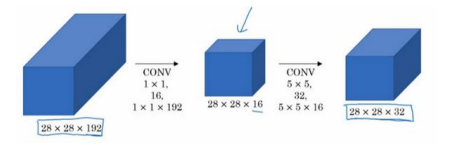 28 × 28 × 192
CONV
1 × 1,
16,
1 × 1 × 192
28 × 28 × 16
CONV
5 × 5,
32,
5 × 5 × 16
28 × 28 × 32